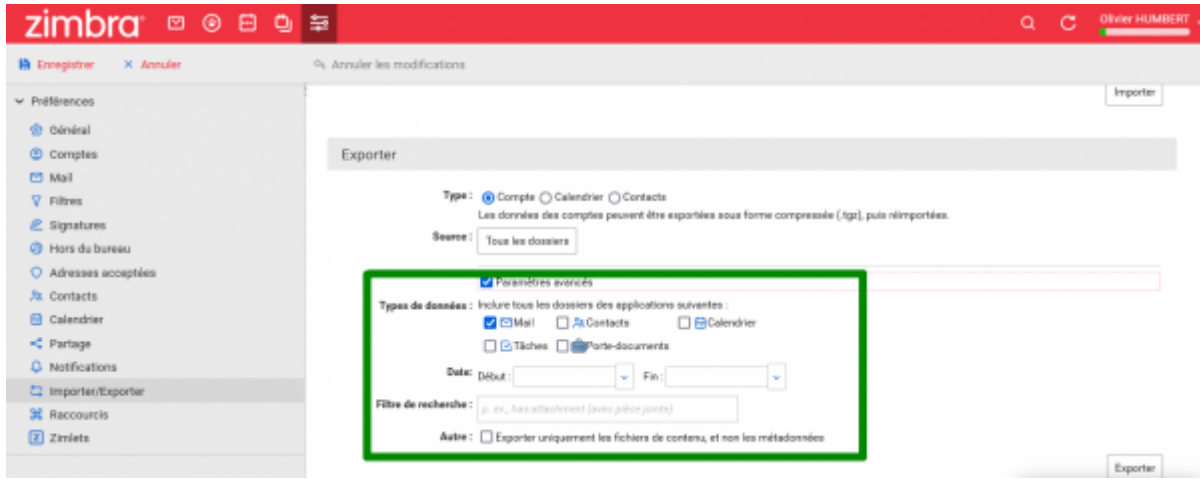 zimbra
Olivier HUMBERT
Enregistrer Annuler Annuler les modifications
Préférences
Importer
Général
Comptes
Mail
Filtres
Signatures
Hors du bureau
Adresses acceptées
Contacts
Calendrier
Partage
Notifications
Importer/Exporter
Raccourcis
Zimlets
Exporter
Type : Compte Calendrier Contacts
Les données des comptes peuvent être exportées sous forme compressée (.tgz), puis réimportées.
Source : Tous les dossiers
Paramètres avancés
Types de données : Inclure tous les dossiers des applications suivantes :
Mail Contacts Calendrier
Tâches Porte-documents
Date: Début : Fin :
Filtre de recherche : p. ex., has:attachment (avec pièce jointe)
Autre : Exporter uniquement les fichiers de contenu, et non les métadonnées
Exporter